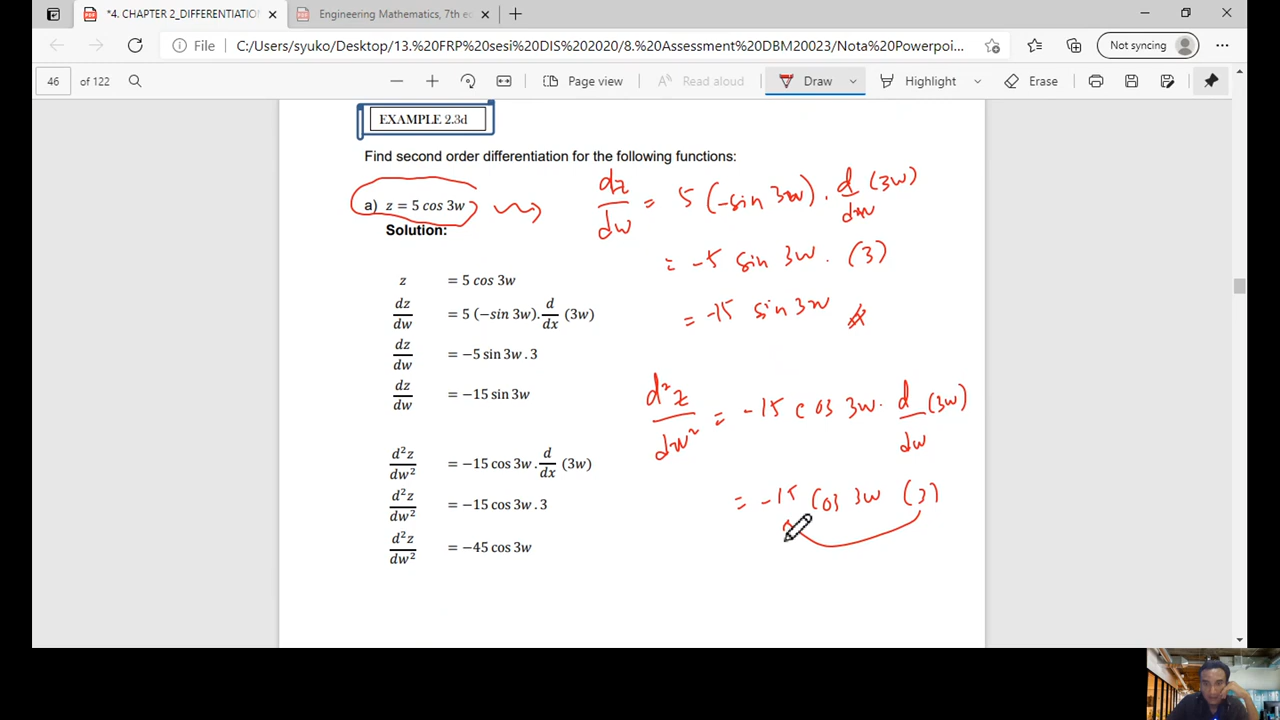 *4. CHAPTER 2_DIFFERENTIATIO
Engineering Mathematics, 7th e
File C:/Users/syuko/Desktop/13.%20FRP%20sesi%20DIS%202020/8.%20Assessment%20DBM20023/Nota%20Powerpoi... Not syncing
46 of 122 Page view Read aloud Draw Highlight Erase
EXAMPLE 2.3d
Find second order differentiation for the following functions:
a) z = 5 cos 3w
Solution:
z = 5 cos 3w
dz/dw = 5 (−sin 3w). d/dx (3w)
dz/dw = −5 sin 3w . 3
dz/dw = −15 sin 3w
d²z/dw² = −15 cos 3w . d/dx (3w)
d²z/dw² = −15 cos 3w . 3
d²z/dw² = −45 cos 3w
dz/dw = 5 (-sin 3w) . d/dw (3w)
= -5 sin 3w . (3)
= -15 sin 3w
d²z/dw² = -15 cos 3w . d/dw (3w)
= -15 cos 3w (3)